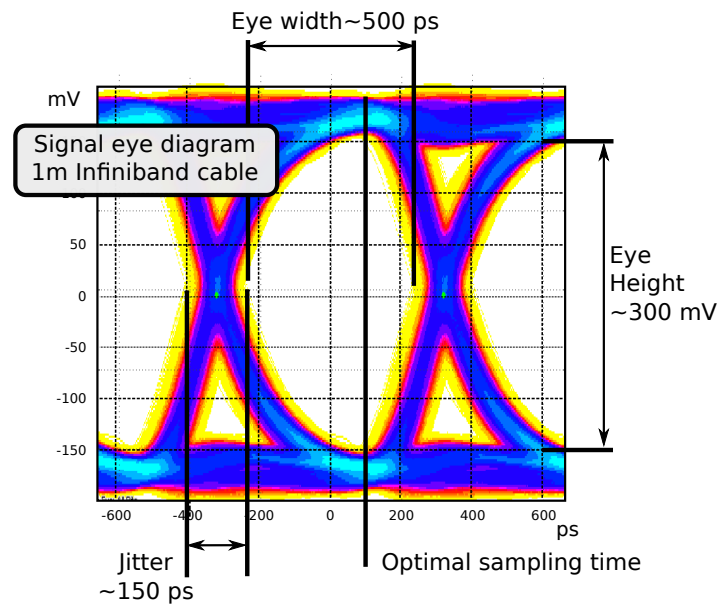 Eye width~500 ps
mV
Signal eye diagram
1m Infiniband cable
50
0
-50
-100
-150
Eye
Height
~300 mV
-600
-400
-200
0
200
400
600
ps
Jitter
~150 ps
Optimal sampling time